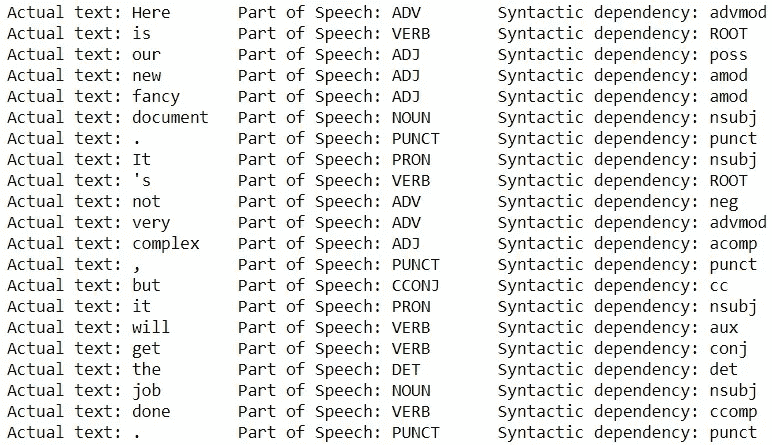 Actual text: Here Part of Speech: ADV Syntactic dependency: advmod
Actual text: is Part of Speech: VERB Syntactic dependency: ROOT
Actual text: our Part of Speech: ADJ Syntactic dependency: poss
Actual text: new Part of Speech: ADJ Syntactic dependency: amod
Actual text: fancy Part of Speech: ADJ Syntactic dependency: amod
Actual text: document Part of Speech: NOUN Syntactic dependency: nsubj
Actual text: . Part of Speech: PUNCT Syntactic dependency: punct
Actual text: It Part of Speech: PRON Syntactic dependency: nsubj
Actual text: 's Part of Speech: VERB Syntactic dependency: ROOT
Actual text: not Part of Speech: ADV Syntactic dependency: neg
Actual text: very Part of Speech: ADV Syntactic dependency: advmod
Actual text: complex Part of Speech: ADJ Syntactic dependency: acomp
Actual text: , Part of Speech: PUNCT Syntactic dependency: punct
Actual text: but Part of Speech: CCONJ Syntactic dependency: cc
Actual text: it Part of Speech: PRON Syntactic dependency: nsubj
Actual text: will Part of Speech: VERB Syntactic dependency: aux
Actual text: get Part of Speech: VERB Syntactic dependency: conj
Actual text: the Part of Speech: DET Syntactic dependency: det
Actual text: job Part of Speech: NOUN Syntactic dependency: nsubj
Actual text: done Part of Speech: VERB Syntactic dependency: ccomp
Actual text: . Part of Speech: PUNCT Syntactic dependency: punct